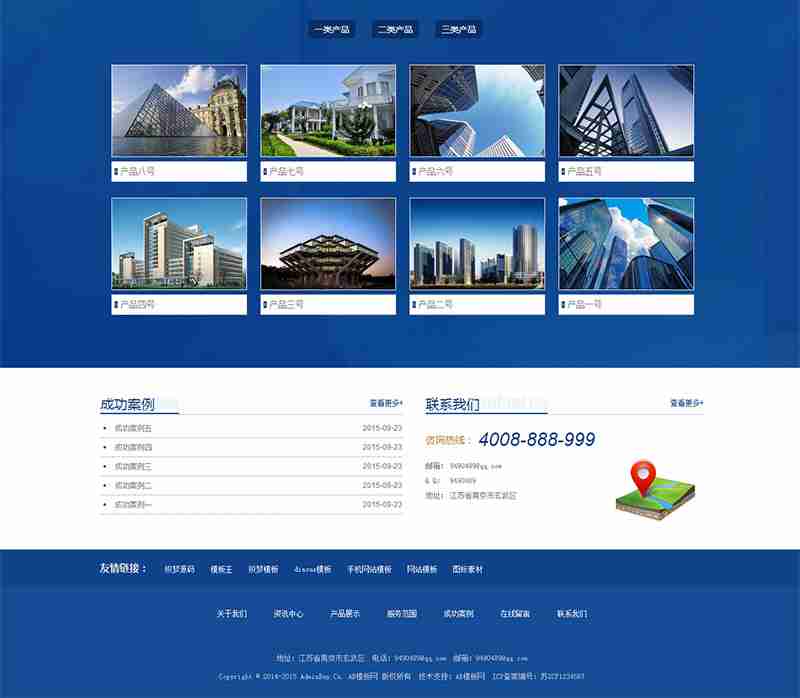 一类产品 二类产品 三类产品
产品八号 产品七号 产品六号 产品五号
产品四号 产品三号 产品二号 产品一号
成功案例 查看更多+
成功案例五 2015-09-23
成功案例四 2015-09-23
成功案例三 2015-09-23
成功案例二 2015-09-23
成功案例一 2015-09-23
联系我们 查看更多+
咨询热线： 4008-888-999
邮箱： 9490489@qq.com
Q Q： 9490489
地址： 江苏省南京市玄武区
友情链接： 织梦源码 模板王 织梦模板 discuz模板 手机网站模板 网站模板 图标素材
关于我们 资讯中心 产品展示 服务范围 成功案例 在线留言 联系我们
地址：江苏省南京市玄武区 电话：9490489@qq.com 邮箱：9490489@qq.com
Copyright © 2014-2015 AdminBuy.Cn. AB模板网 版权所有 技术支持：AB模板网 ICP备案编号：苏ICP1234567